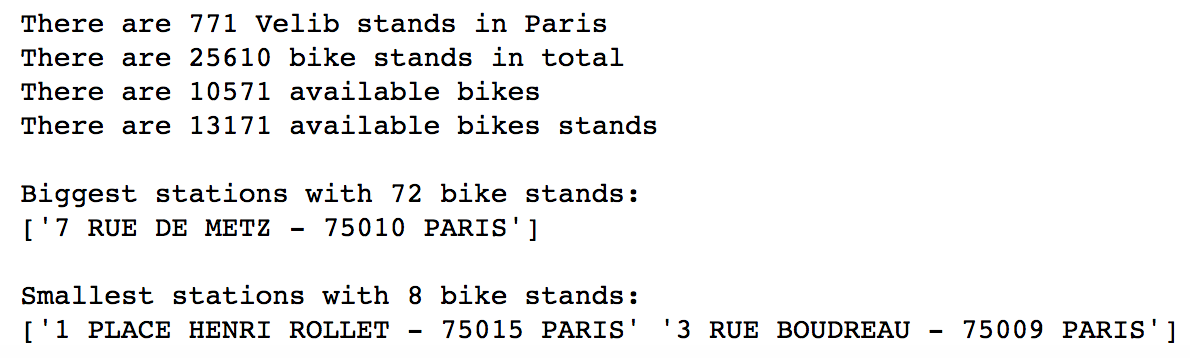 There are 771 Velib stands in Paris
There are 25610 bike stands in total
There are 10571 available bikes
There are 13171 available bikes stands
Biggest stations with 72 bike stands:
['7 RUE DE METZ - 75010 PARIS']
Smallest stations with 8 bike stands:
['1 PLACE HENRI ROLLET - 75015 PARIS' '3 RUE BOUDREAU - 75009 PARIS']